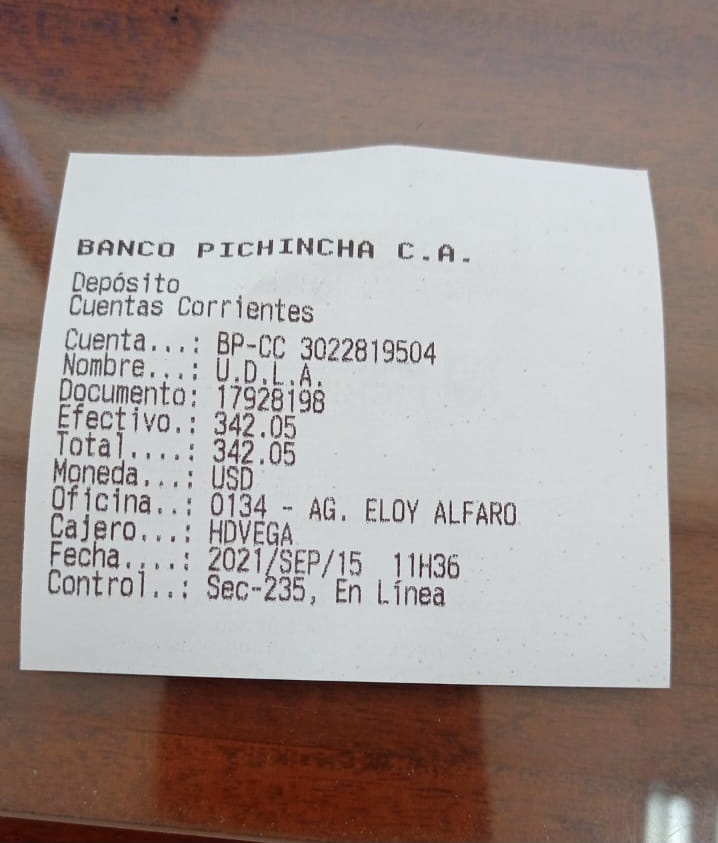 BANCO PICHINCHA C.A.
Depósito
Cuentas Corrientes
Cuenta...: BP-CC 3022819504
Nombre...: U.D.L.A.
Documento: 17928198
Efectivo.: 342.05
Total....: 342.05
Moneda...: USD
Oficina..: 0134 - AG. ELOY ALFARO
Cajero...: HDVEGA
Fecha....: 2021/SEP/15 11H36
Control..: Sec-235, En Línea